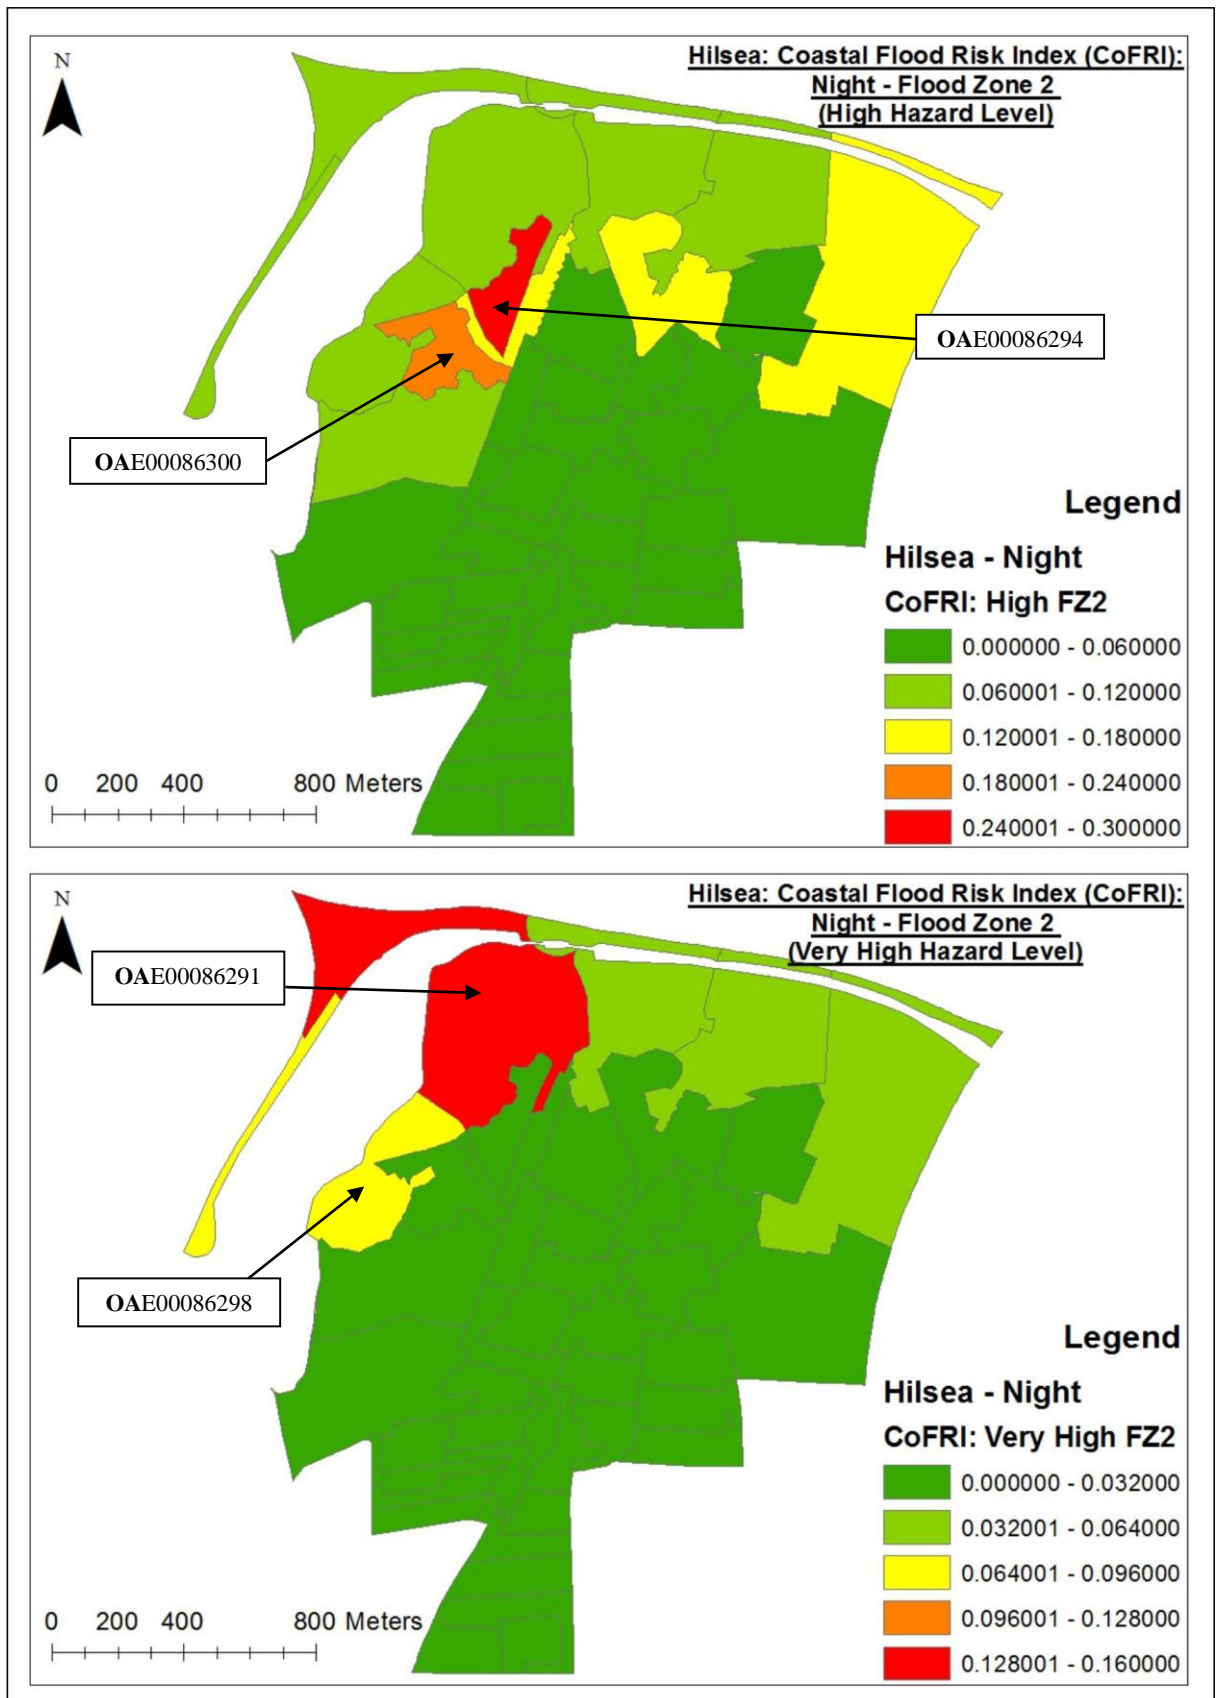 N
Hilsea: Coastal Flood Risk Index (CoFRI):
Night - Flood Zone 2
(High Hazard Level)
OAE00086294
OAE00086300
Legend
Hilsea - Night
CoFRI: High FZ2
0.000000 - 0.060000
0.060001 - 0.120000
0.120001 - 0.180000
0.180001 - 0.240000
0.240001 - 0.300000
0 200 400 800 Meters
N
Hilsea: Coastal Flood Risk Index (CoFRI):
Night - Flood Zone 2
(Very High Hazard Level)
OAE00086291
OAE00086298
Legend
Hilsea - Night
CoFRI: Very High FZ2
0.000000 - 0.032000
0.032001 - 0.064000
0.064001 - 0.096000
0.096001 - 0.128000
0.128001 - 0.160000
0 200 400 800 Meters